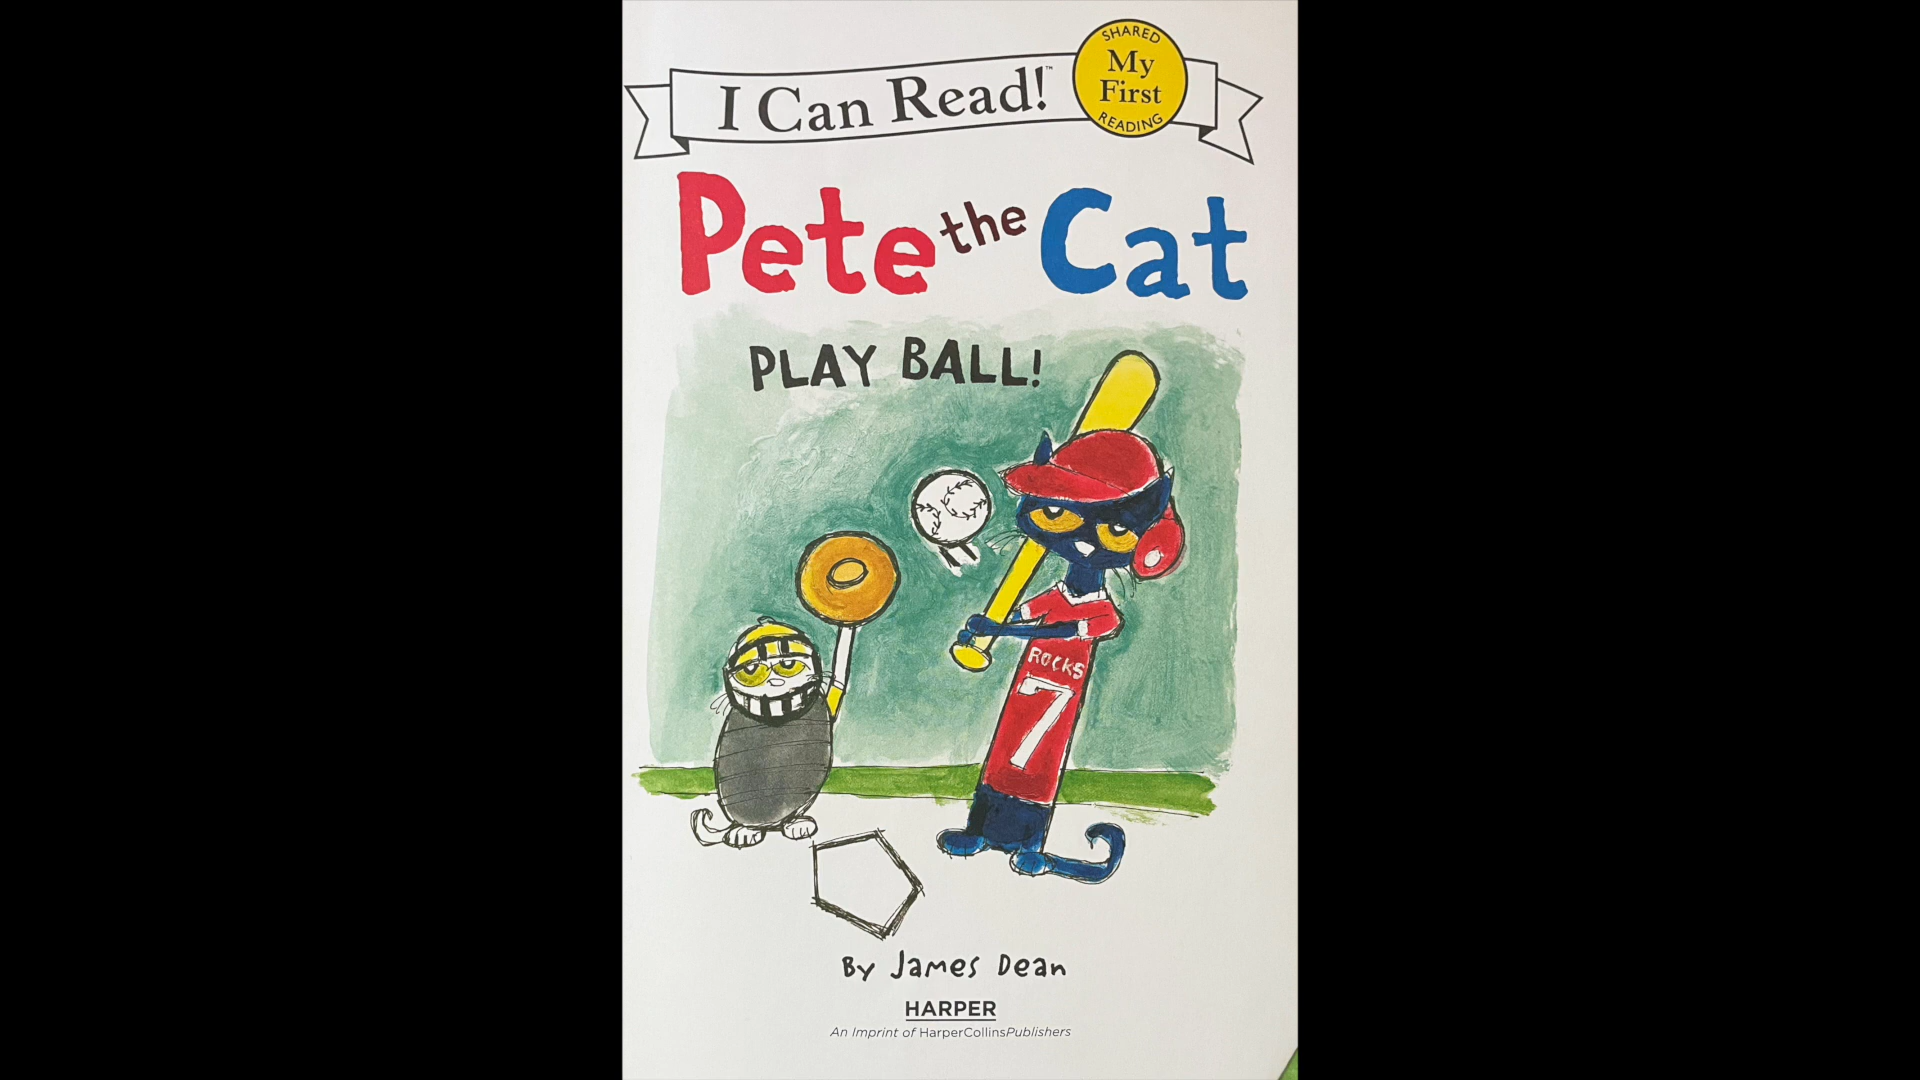 I Can Read!™
SHARED
My
First
READING
Pete the Cat
PLAY BALL!
ROCKS
7
By James Dean
HARPER
An Imprint of HarperCollinsPublishers